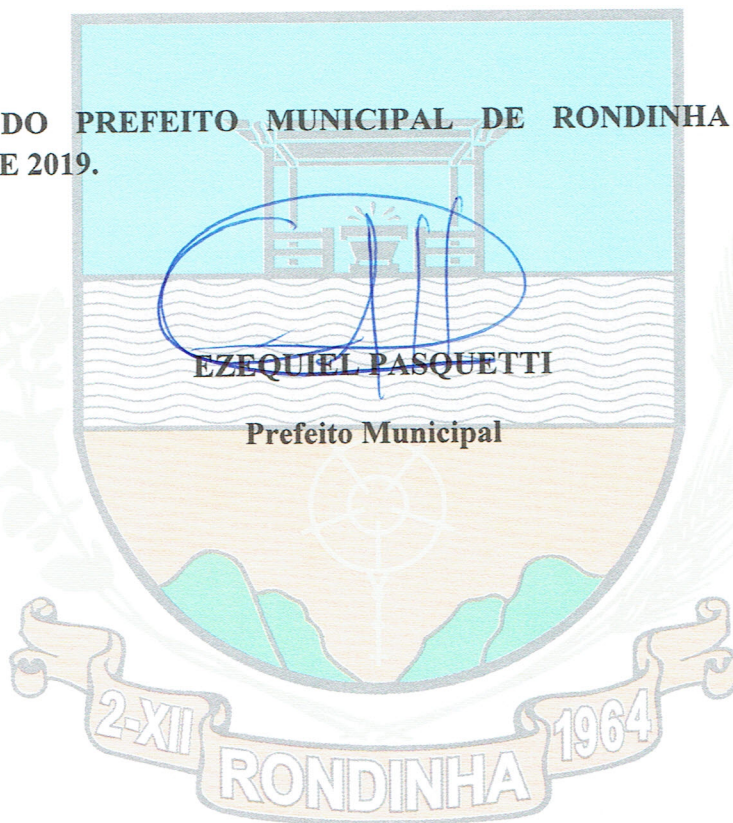 DO PREFEITO MUNICIPAL DE RONDINHA
E 2019.
EZEQUIEL PASQUETTI
Prefeito Municipal
2-XII
RONDINHA
1964